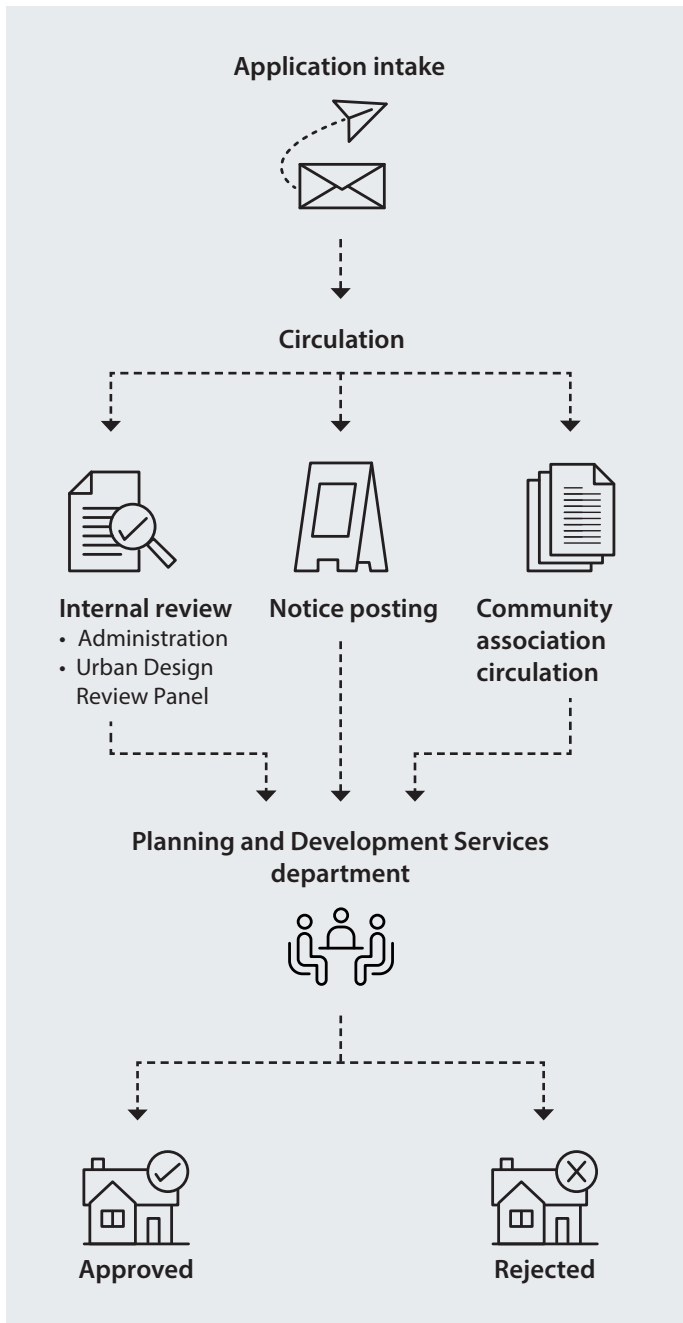 Application intake
Circulation
Internal review
• Administration
• Urban Design
Review Panel
Notice posting
Community
association
circulation
Planning and Development Services
department
Approved
Rejected